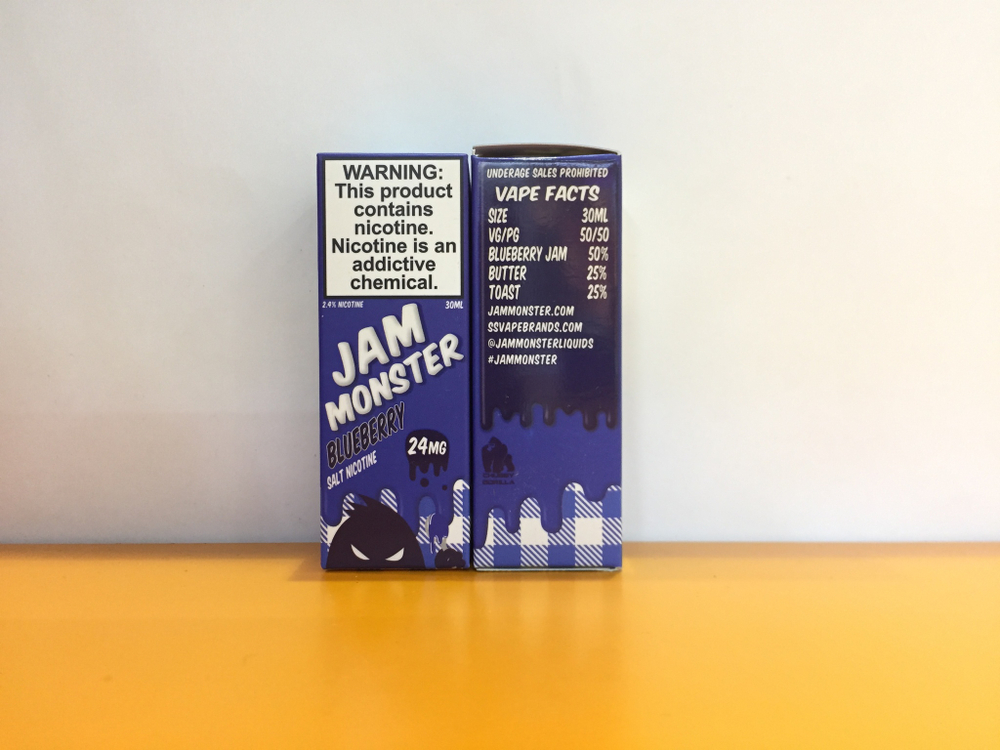 WARNING:
This product
contains
nicotine.
Nicotine is an
addictive
chemical.
2.4% NICOTINE 30ML
JAM
MONSTER
BLUEBERRY
SALT NICOTINE
24MG
UNDERAGE SALES PROHIBITED
VAPE FACTS
SIZE 30ML
VG/PG 50/50
BLUEBERRY JAM 50%
BUTTER 25%
TOAST 25%
JAMMONSTER.COM
SSVAPEBRANDS.COM
@JAMMONSTERLIQUIDS
#JAMMONSTER
GORILLA